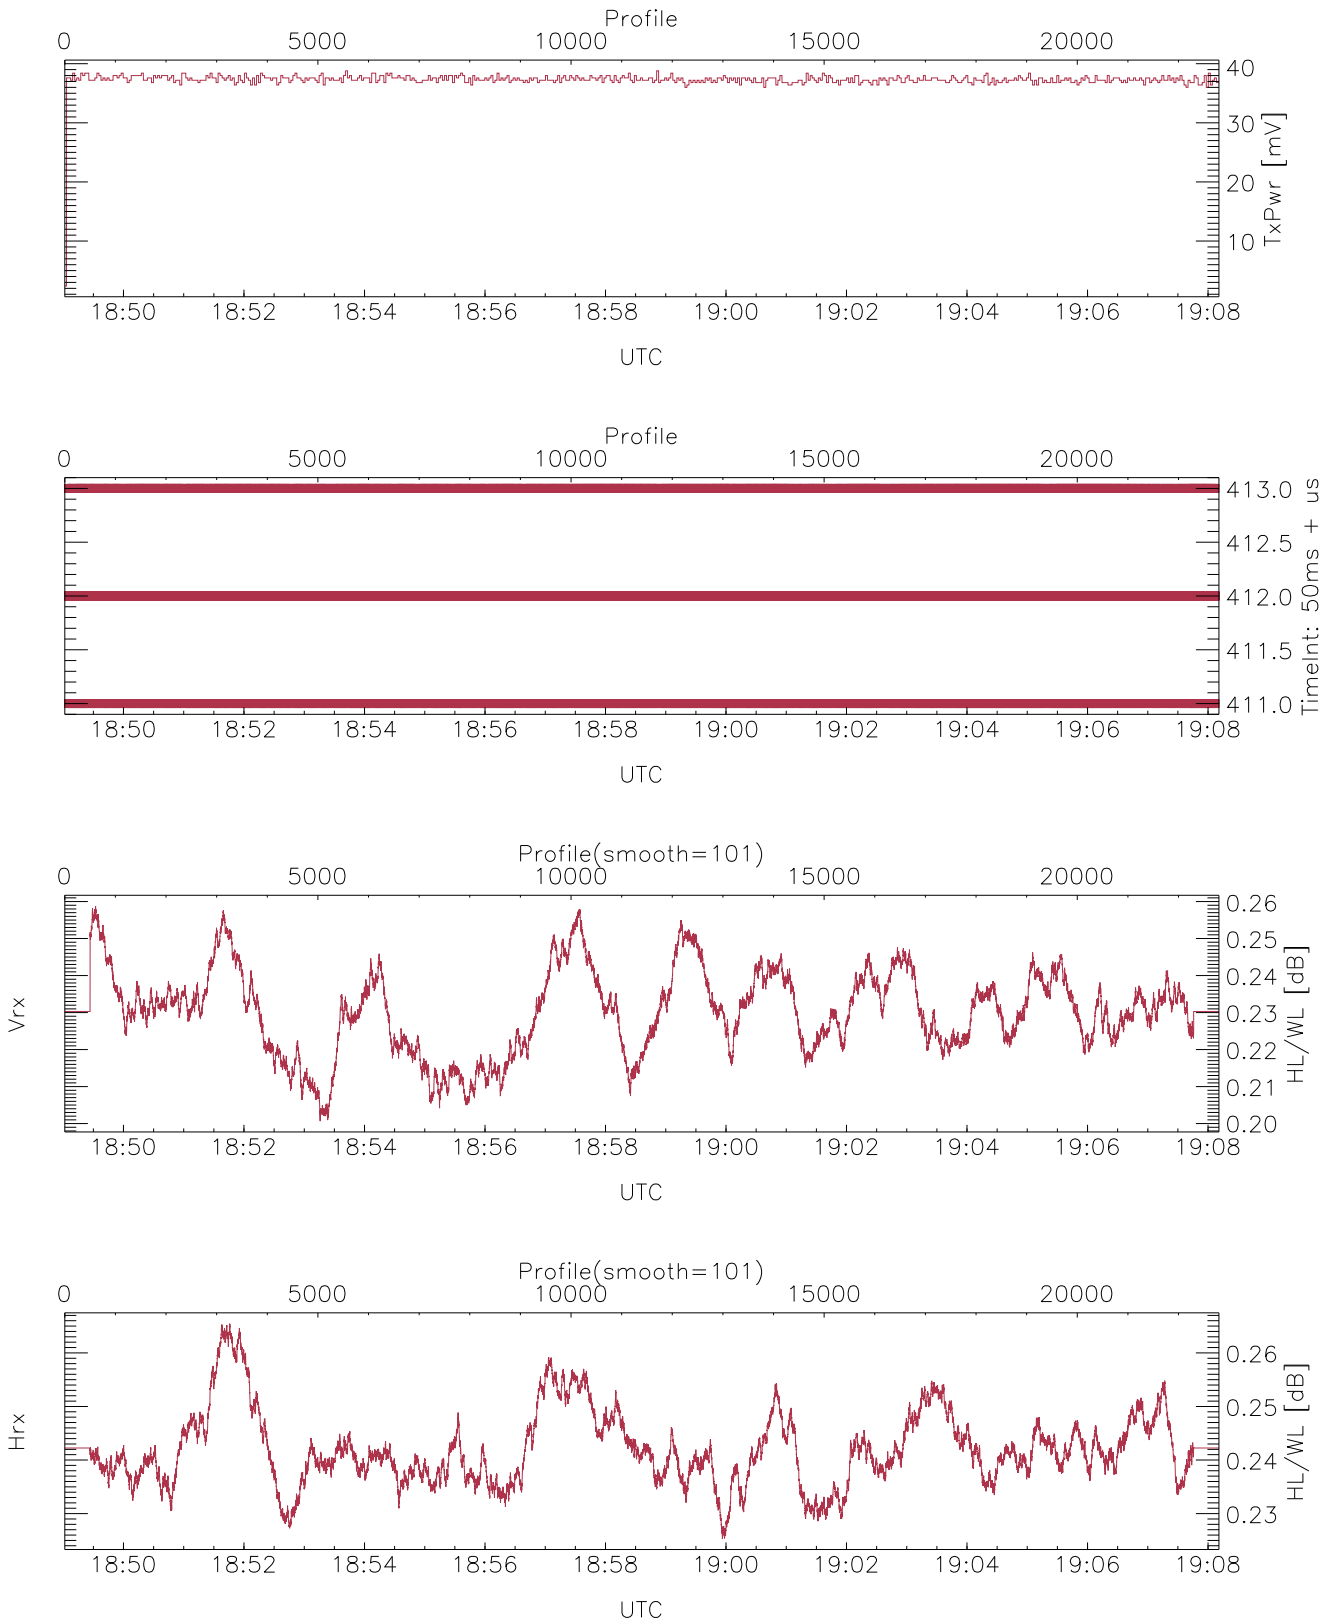 Profile
0 5000 10000 15000 20000
40
30
20
10
TxPwr [mV]
18:50 18:52 18:54 18:56 18:58 19:00 19:02 19:04 19:06 19:08
UTC
Profile
0 5000 10000 15000 20000
413.0
412.5
412.0
411.5
411.0
TimeInt: 50ms + us
18:50 18:52 18:54 18:56 18:58 19:00 19:02 19:04 19:06 19:08
UTC
Profile(smooth=101)
0 5000 10000 15000 20000
Vrx
0.26
0.25
0.24
0.23
0.22
0.21
0.20
HL/WL [dB]
18:50 18:52 18:54 18:56 18:58 19:00 19:02 19:04 19:06 19:08
UTC
Profile(smooth=101)
0 5000 10000 15000 20000
Hrx
0.26
0.25
0.24
0.23
HL/WL [dB]
18:50 18:52 18:54 18:56 18:58 19:00 19:02 19:04 19:06 19:08
UTC